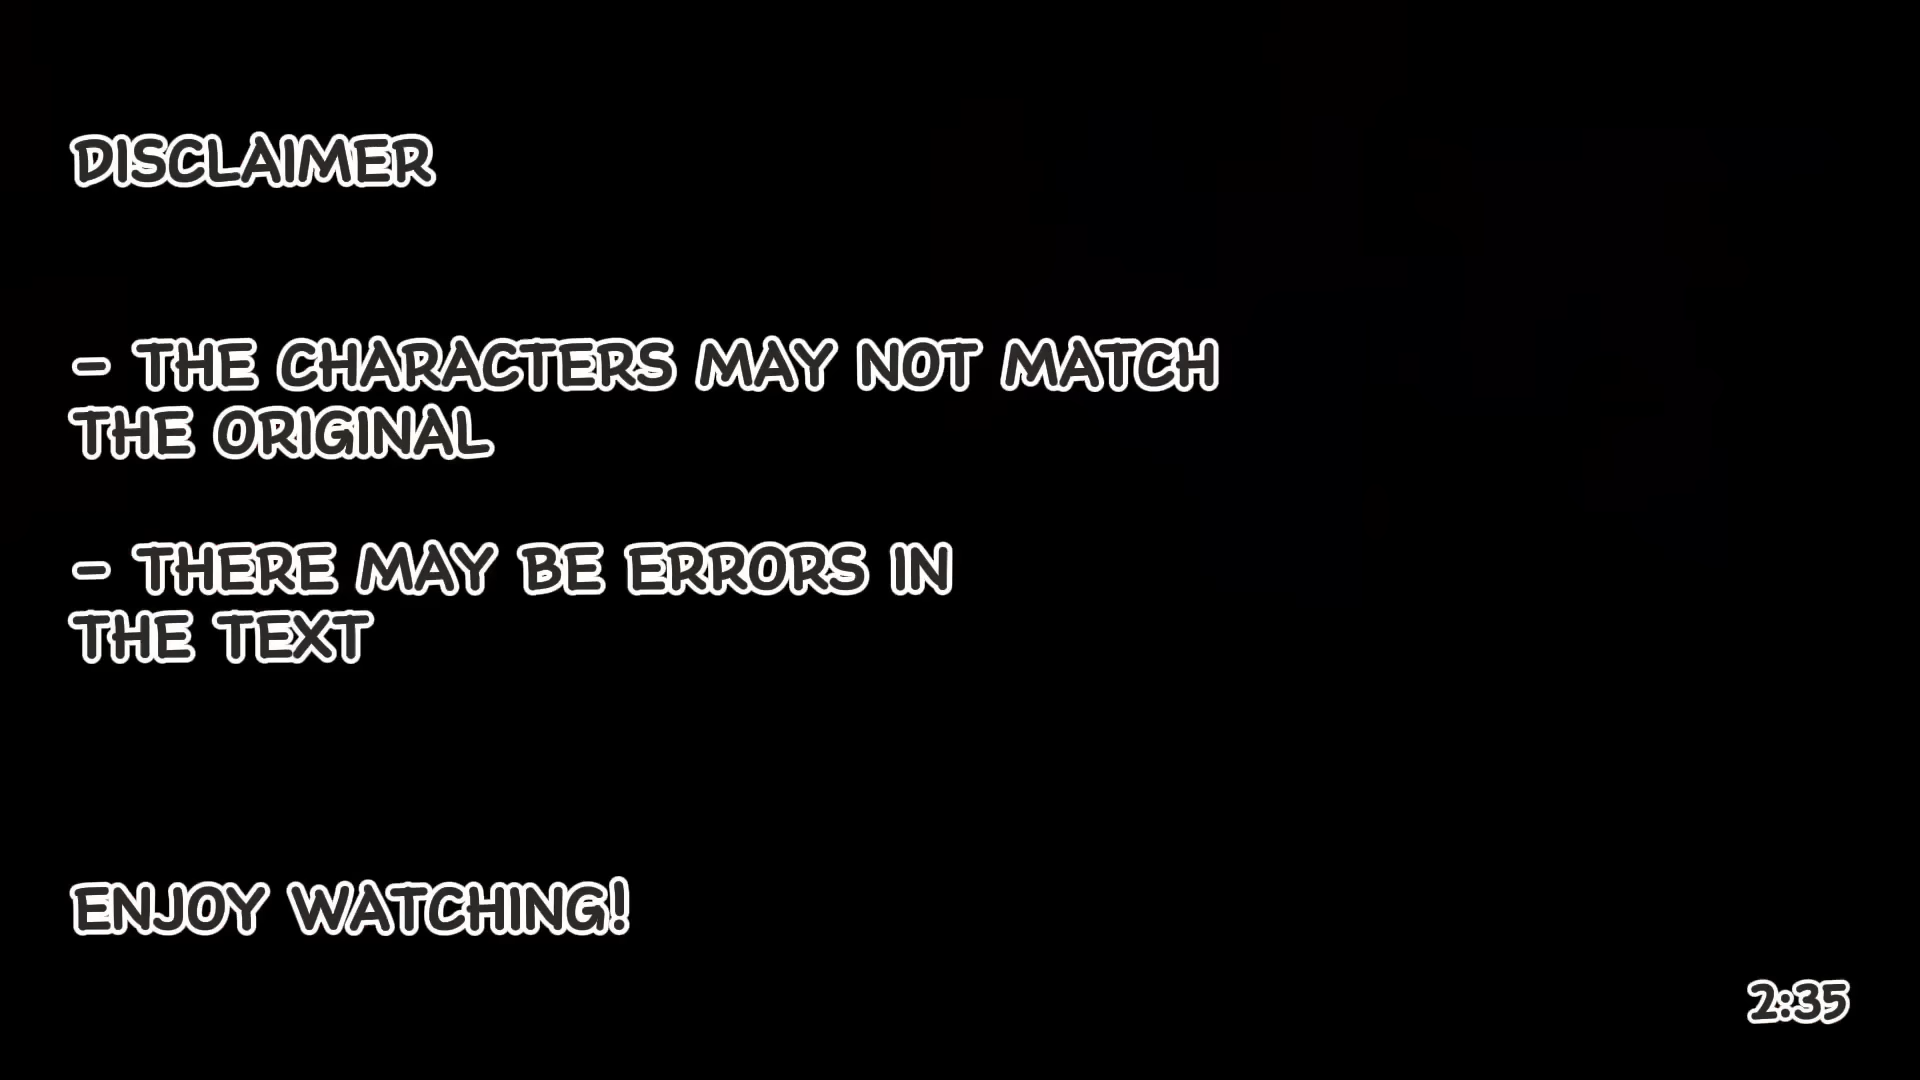 DISCLAIMER
- THE CHARACTERS MAY NOT MATCH
THE ORIGINAL
- THERE MAY BE ERRORS IN
THE TEXT
ENJOY WATCHING!
2:35